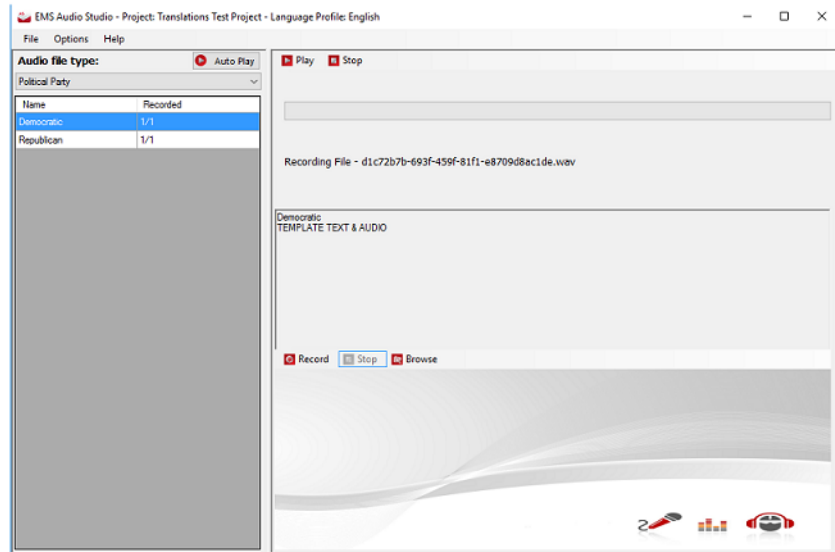 EMS Audio Studio - Project: Translations Test Project - Language Profile: English
File Options Help
Audio file type: Auto Play
Political Party
Name Recorded
Democratic 1/1
Republican 1/1
Play Stop
Recording File - d1c72b7b-693f-459f-81f1-e8709d8ac1de.wav
Democratic
TEMPLATE TEXT & AUDIO
Record Stop Browse